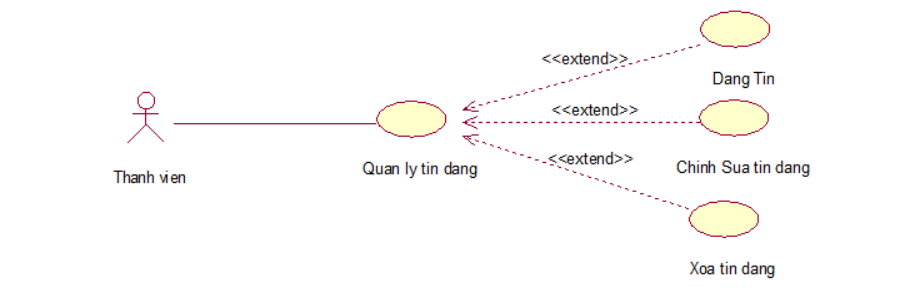 <<extend>>
Dang Tin
<<extend>>
Thanh vien
Quan ly tin dang
<<extend>>
Chinh Sua tin dang
Xoa tin dang